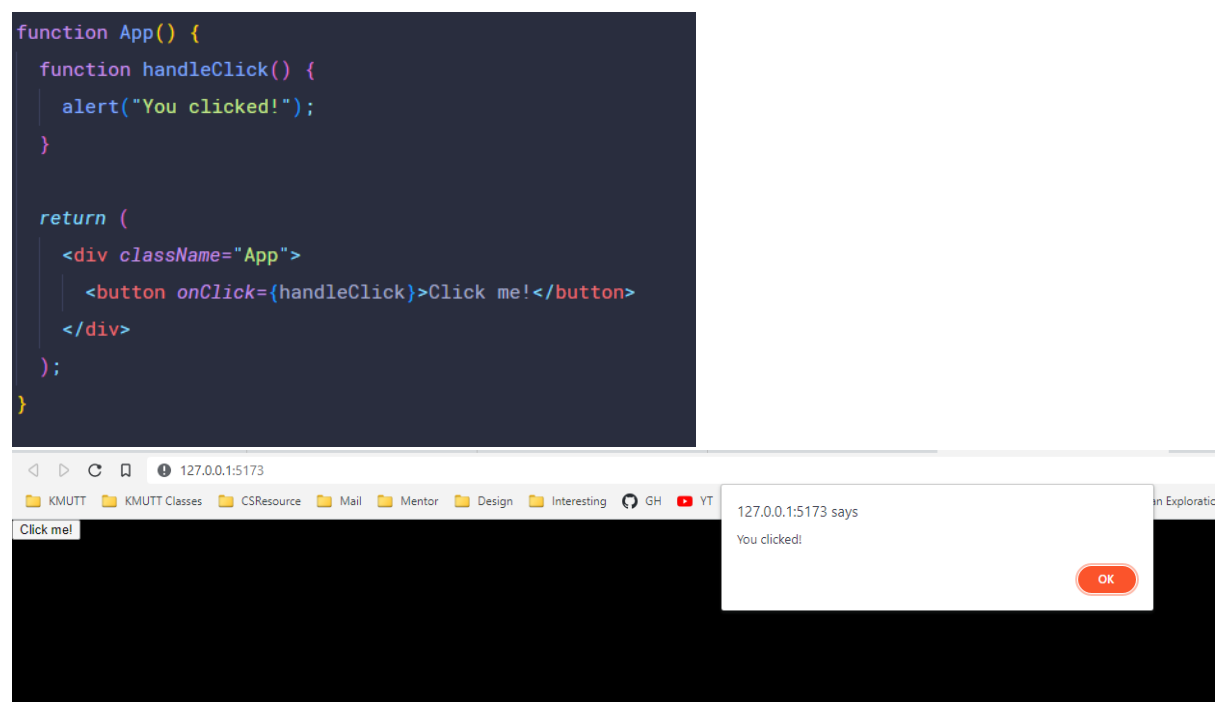 function App() {
function handleClick() {
alert("You clicked!");
}
return (
<div className="App">
<button onClick={handleClick}>Click me!</button>
</div>
);
}
127.0.0.1:5173
KMUTT KMUTT Classes CSResource Mail Mentor Design Interesting GH YT an Exploratic
Click me!
127.0.0.1:5173 says
You clicked!
OK